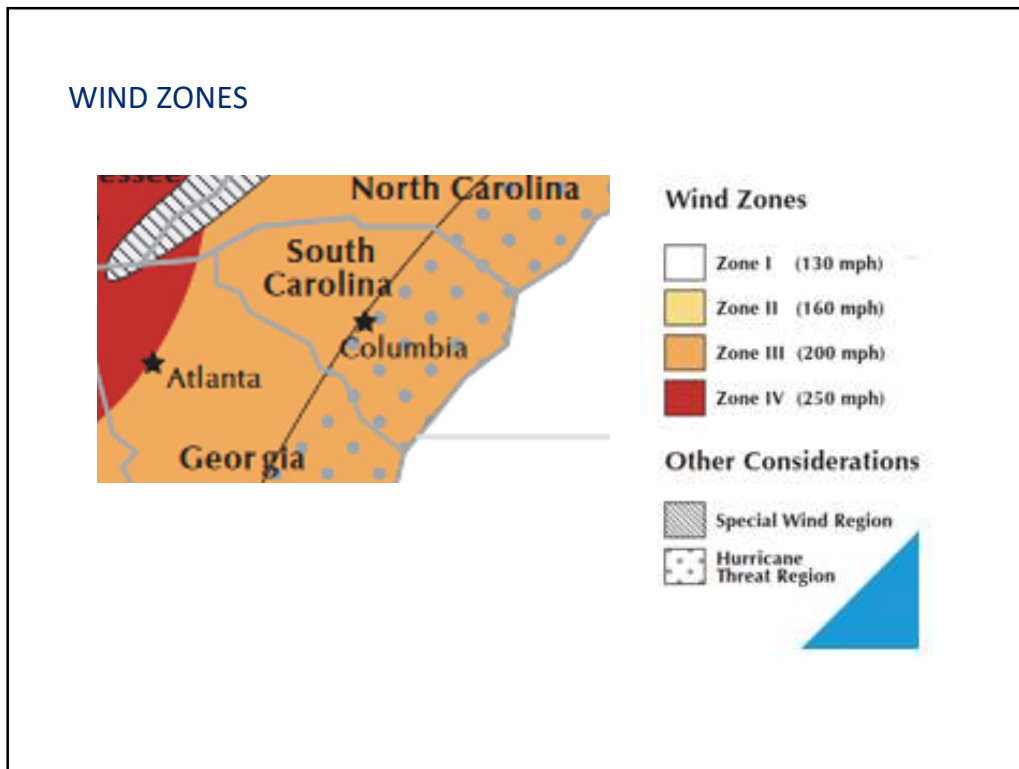 WIND ZONES
North Carolina
South
Carolina
Columbia
Atlanta
Georgia
Wind Zones
Zone I (130 mph)
Zone II (160 mph)
Zone III (200 mph)
Zone IV (250 mph)
Other Considerations
Special Wind Region
Hurricane
Threat Region